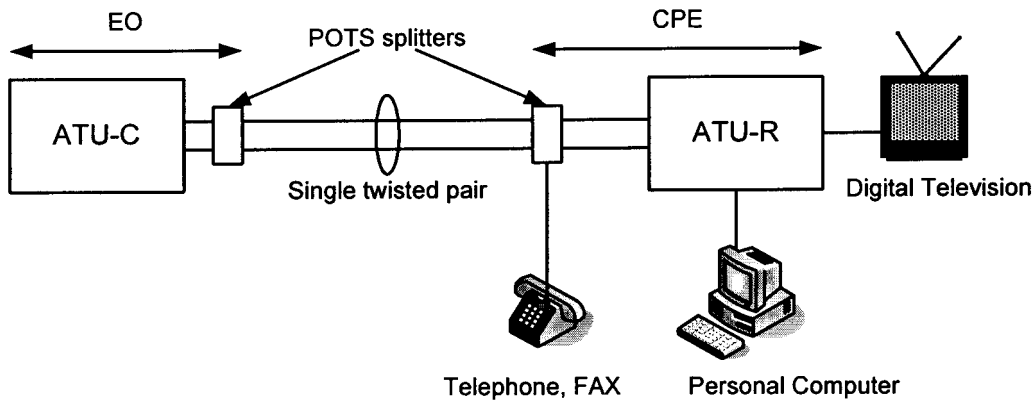 EO
POTS splitters
CPE
ATU-C
ATU-R
Single twisted pair
Digital Television
Telephone, FAX
Personal Computer